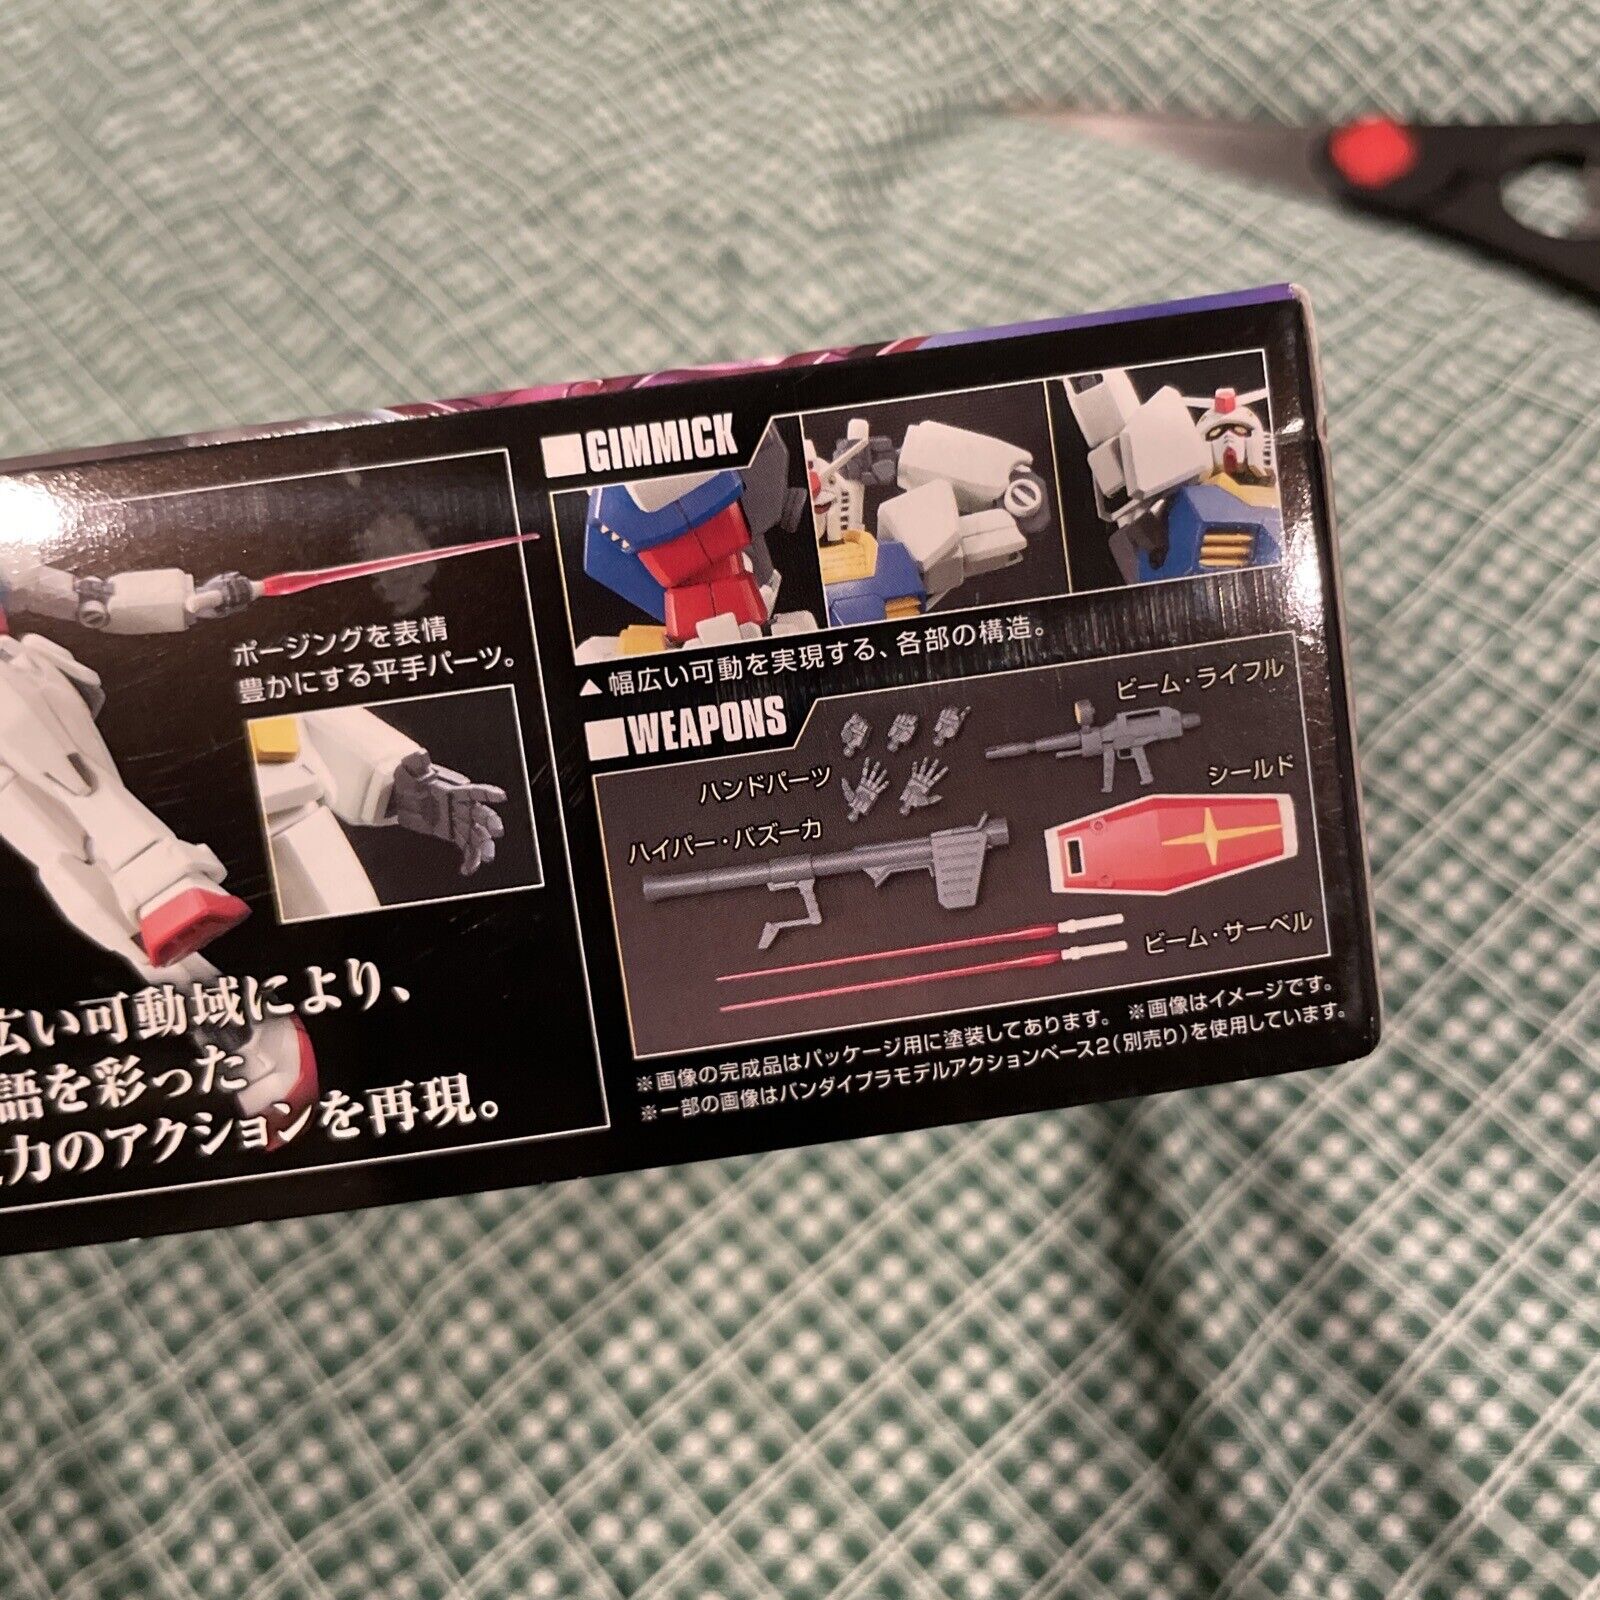 ポージングを表情
豊かにする平手パーツ。
広い可動域により、
語を彩った
力のアクションを再現。
GIMMICK
▲幅広い可動を実現する、各部の構造。
WEAPONS
ビーム・ライフル
ハンドパーツ
シールド
ハイパー・バズーカ
ビーム・サーベル
※画像の完成品はパッケージ用に塗装してあります。 ※画像はイメージです。
※一部の画像はバンダイプラモデルアクションベース2(別売り)を使用しています。